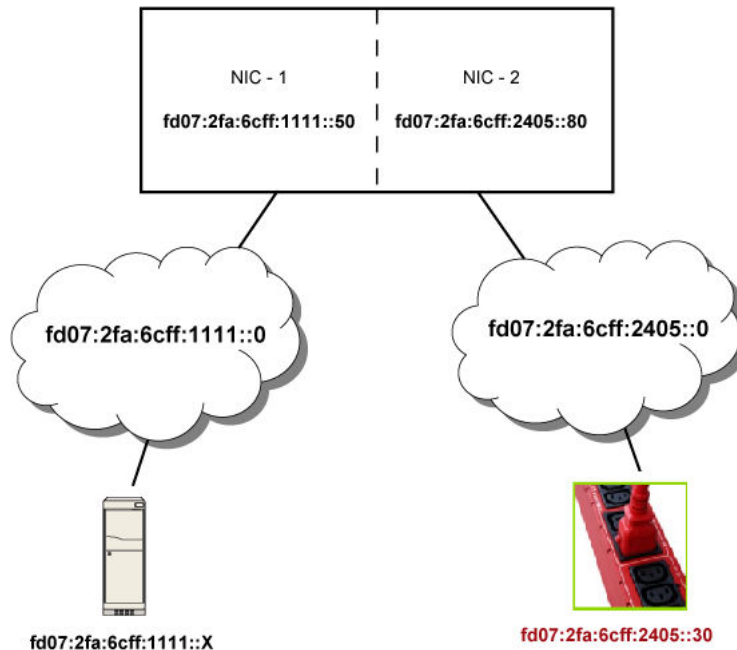 NIC - 1
fd07:2fa:6cff:1111::50
NIC - 2
fd07:2fa:6cff:2405::80
fd07:2fa:6cff:1111::0
fd07:2fa:6cff:2405::0
fd07:2fa:6cff:1111::X
fd07:2fa:6cff:2405::30